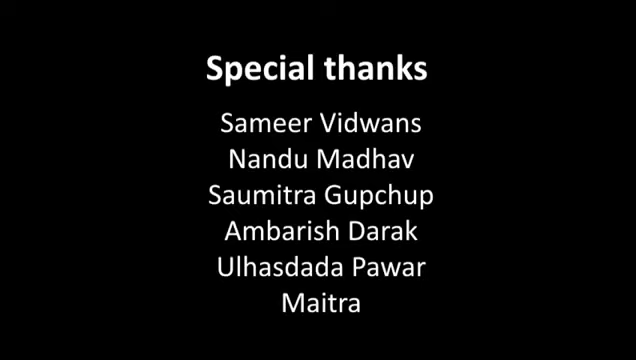 Special thanks
Sameer Vidwans
Nandu Madhav
Saumitra Gupchup
Ambarish Darak
Ulhasdada Pawar
Maitra